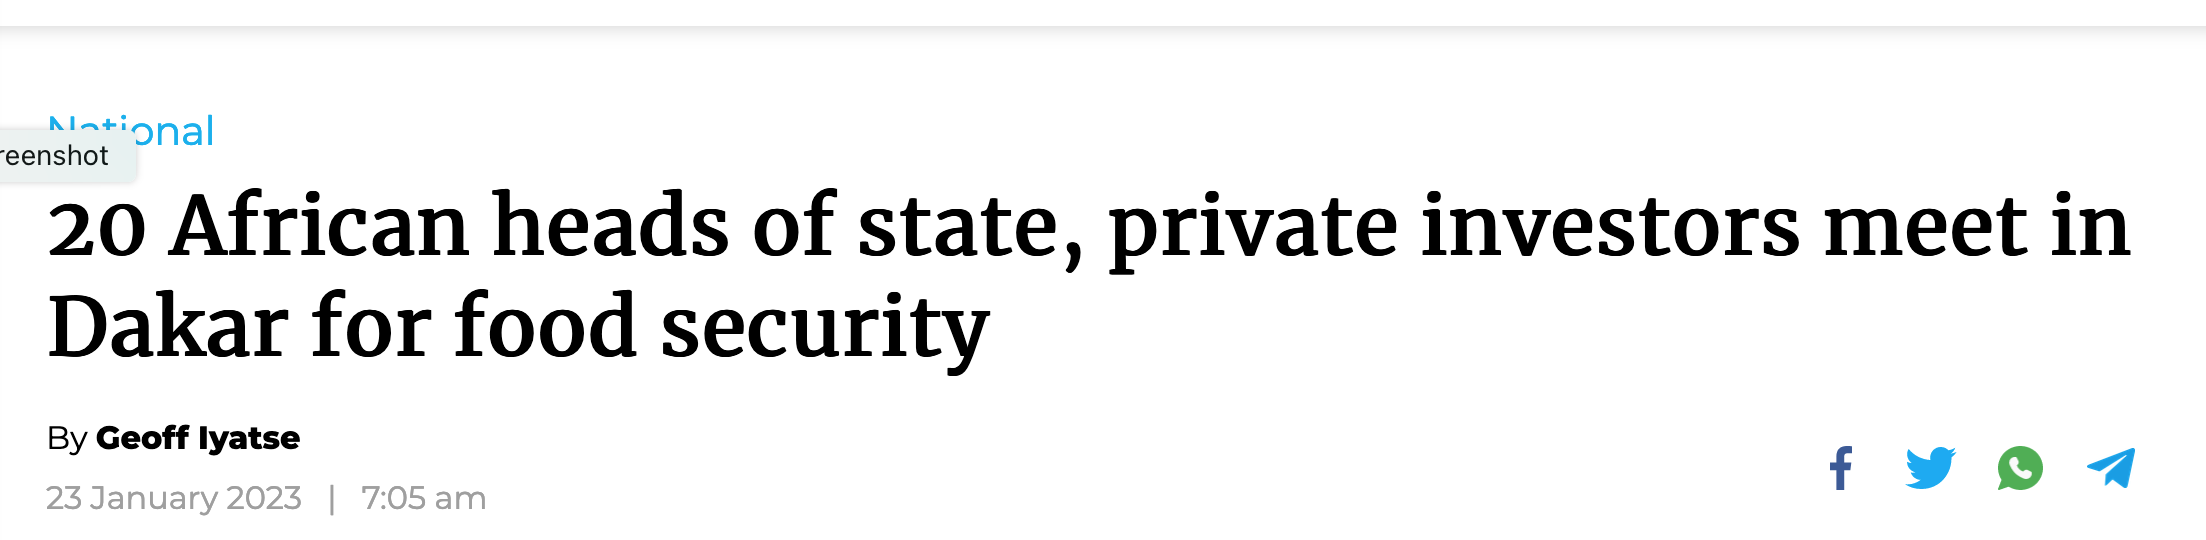 National
reenshot
20 African heads of state, private investors meet in
Dakar for food security
By Geoff Iyatse
23 January 2023 | 7:05 am